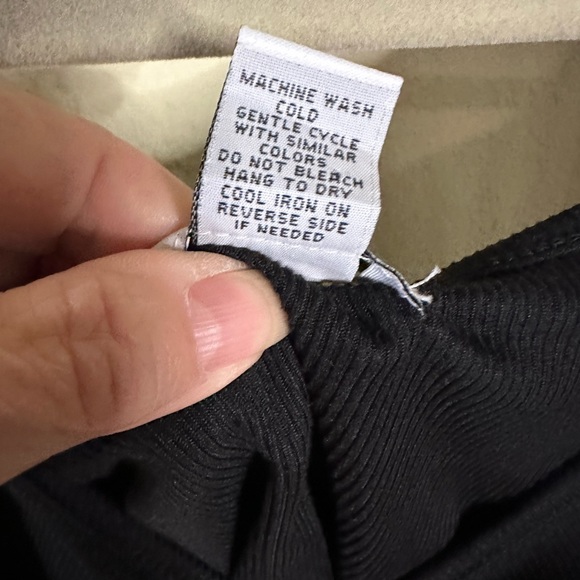 MACHINE WASH
COLD
GENTLE CYCLE
WITH SIMILAR
COLORS
DO NOT BLEACH
HANG TO DRY
COOL IRON ON
REVERSE SIDE
IF NEEDED